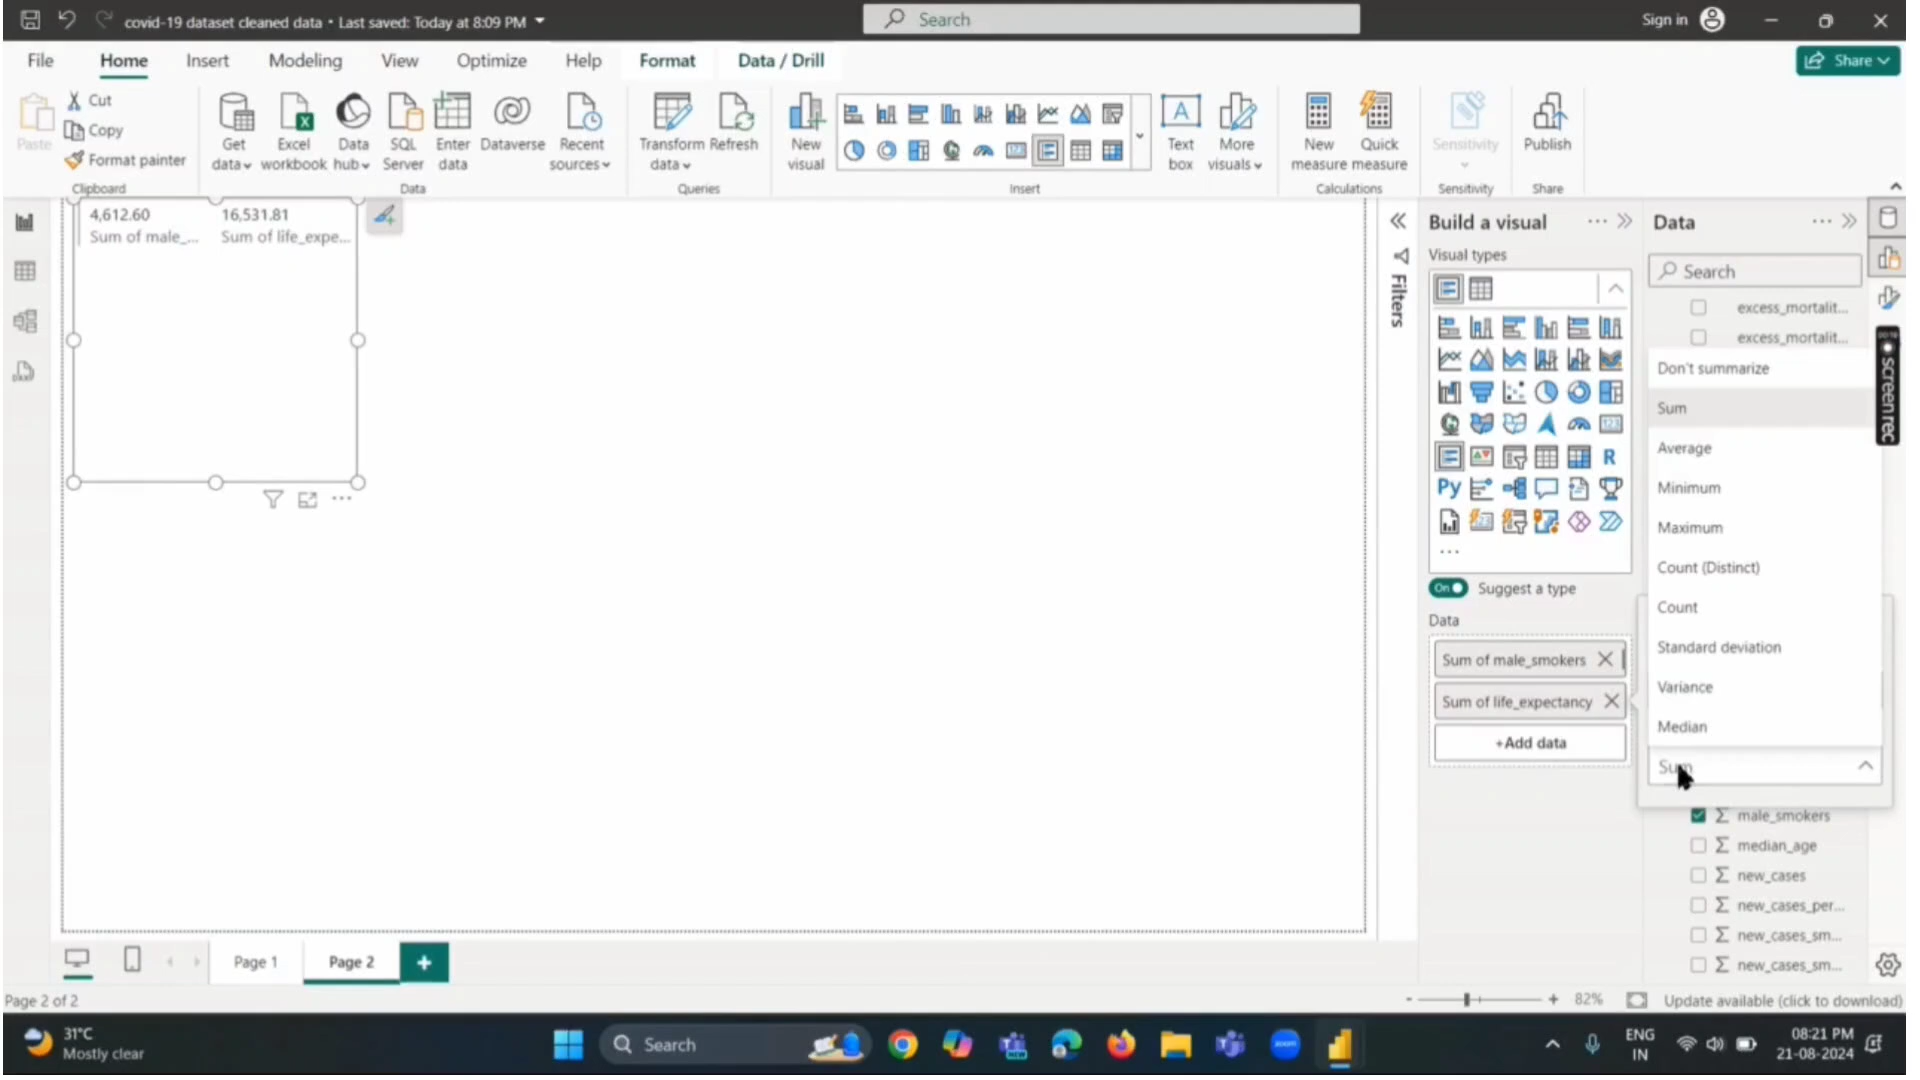 covid-19 dataset cleaned data • Last saved: Today at 8:09 PM
Search
Sign in
File
Home
Insert
Modeling
View
Optimize
Help
Format
Data / Drill
Share
Paste
Cut
Copy
Format painter
Clipboard
Get data
Excel workbook
Data hub
SQL Server
Enter data
Dataverse
Recent sources
Data
Transform data
Refresh
Queries
New visual
Text box
More visuals
Insert
New measure
Quick measure
Calculations
Sensitivity
Sensitivity
Publish
Share
4,612.60
Sum of male_...
16,531.81
Sum of life_expe...
Filters
Build a visual
Visual types
R
Py
123
On
Suggest a type
Data
Sum of male_smokers
Sum of life_expectancy
+Add data
Data
Search
excess_mortalit...
excess_mortalit...
Don't summarize
Sum
Average
Minimum
Maximum
Count (Distinct)
Count
Standard deviation
Variance
Median
Sum
male_smokers
median_age
new_cases
new_cases_per...
new_cases_sm...
new_cases_sm...
screenrec
Page 1
Page 2
Page 2 of 2
82%
Update available (click to download)
31°C
Mostly clear
Search
zoom
ENG
IN
08:21 PM
21-08-2024